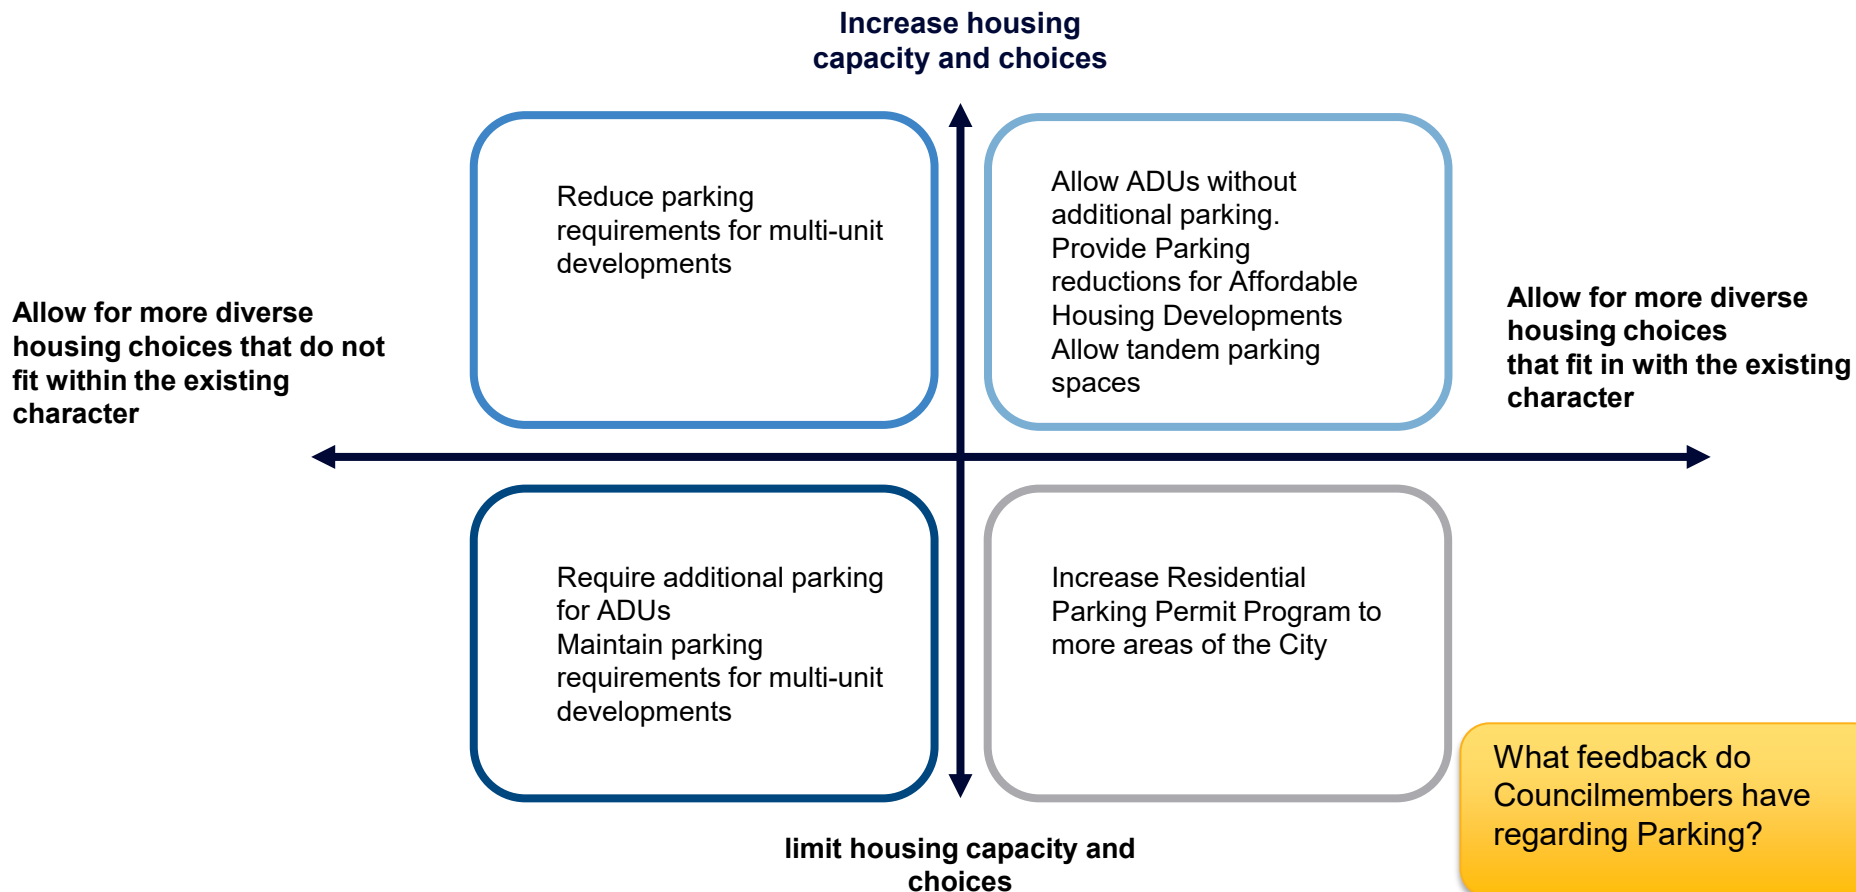 Increase housing
capacity and choices
Reduce parking
requirements for multi-unit
developments
Allow ADUs without
additional parking.
Provide Parking
reductions for Affordable
Housing Developments
Allow tandem parking
spaces
Allow for more diverse
housing choices that do not
fit within the existing
character
Allow for more diverse
housing choices
that fit in with the existing
character
Require additional parking
for ADUs
Maintain parking
requirements for multi-unit
developments
Increase Residential
Parking Permit Program to
more areas of the City
What feedback do
Councilmembers have
regarding Parking?
limit housing capacity and
choices